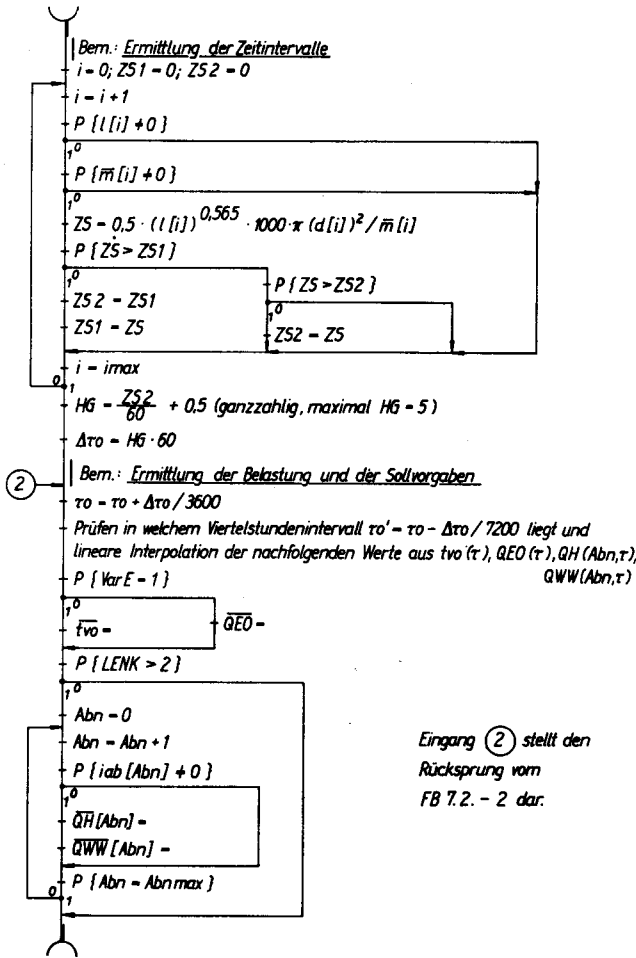 Bem.: Ermittlung der Zeitintervalle
i = 0; ZS1 = 0; ZS2 = 0
i = i + 1
P { l[i] ≠ 0 }
1 0
P { m̅[i] ≠ 0 }
1 0
ZS = 0,5 · (l[i])^0,565 · 1000·π (d[i])² / m̅[i]
P { ZS > ZS1 }
1 0
P { ZS > ZS2 }
ZS2 = ZS1
1 0
ZS1 = ZS
ZS2 = ZS
i = imax
0 1
HG = ZS2/60 + 0,5 (ganzzahlig, maximal HG = 5)
Δτo = HG · 60
Bem.: Ermittlung der Belastung und der Sollvorgaben
2
τo = τo + Δτo / 3600
Prüfen in welchem Viertelstundenintervall τo' = τo - Δτo / 7200 liegt und
lineare Interpolation der nachfolgenden Werte aus tvo (τ), QEO (τ), QH (Abn,τ),
QWW(Abn,τ)
P { Var E = 1 }
1 0
t̅v̅o̅ =
Q̅E̅O̅ =
P { LENK > 2 }
1 0
Abn = 0
Abn = Abn + 1
P { iab [Abn] ≠ 0 }
1 0
Q̅H̅ [Abn] =
Q̅W̅W̅ [Abn] =
P { Abn = Abnmax }
0 1
Eingang 2 stellt den
Rücksprung vom
FB 7.2. - 2 dar.